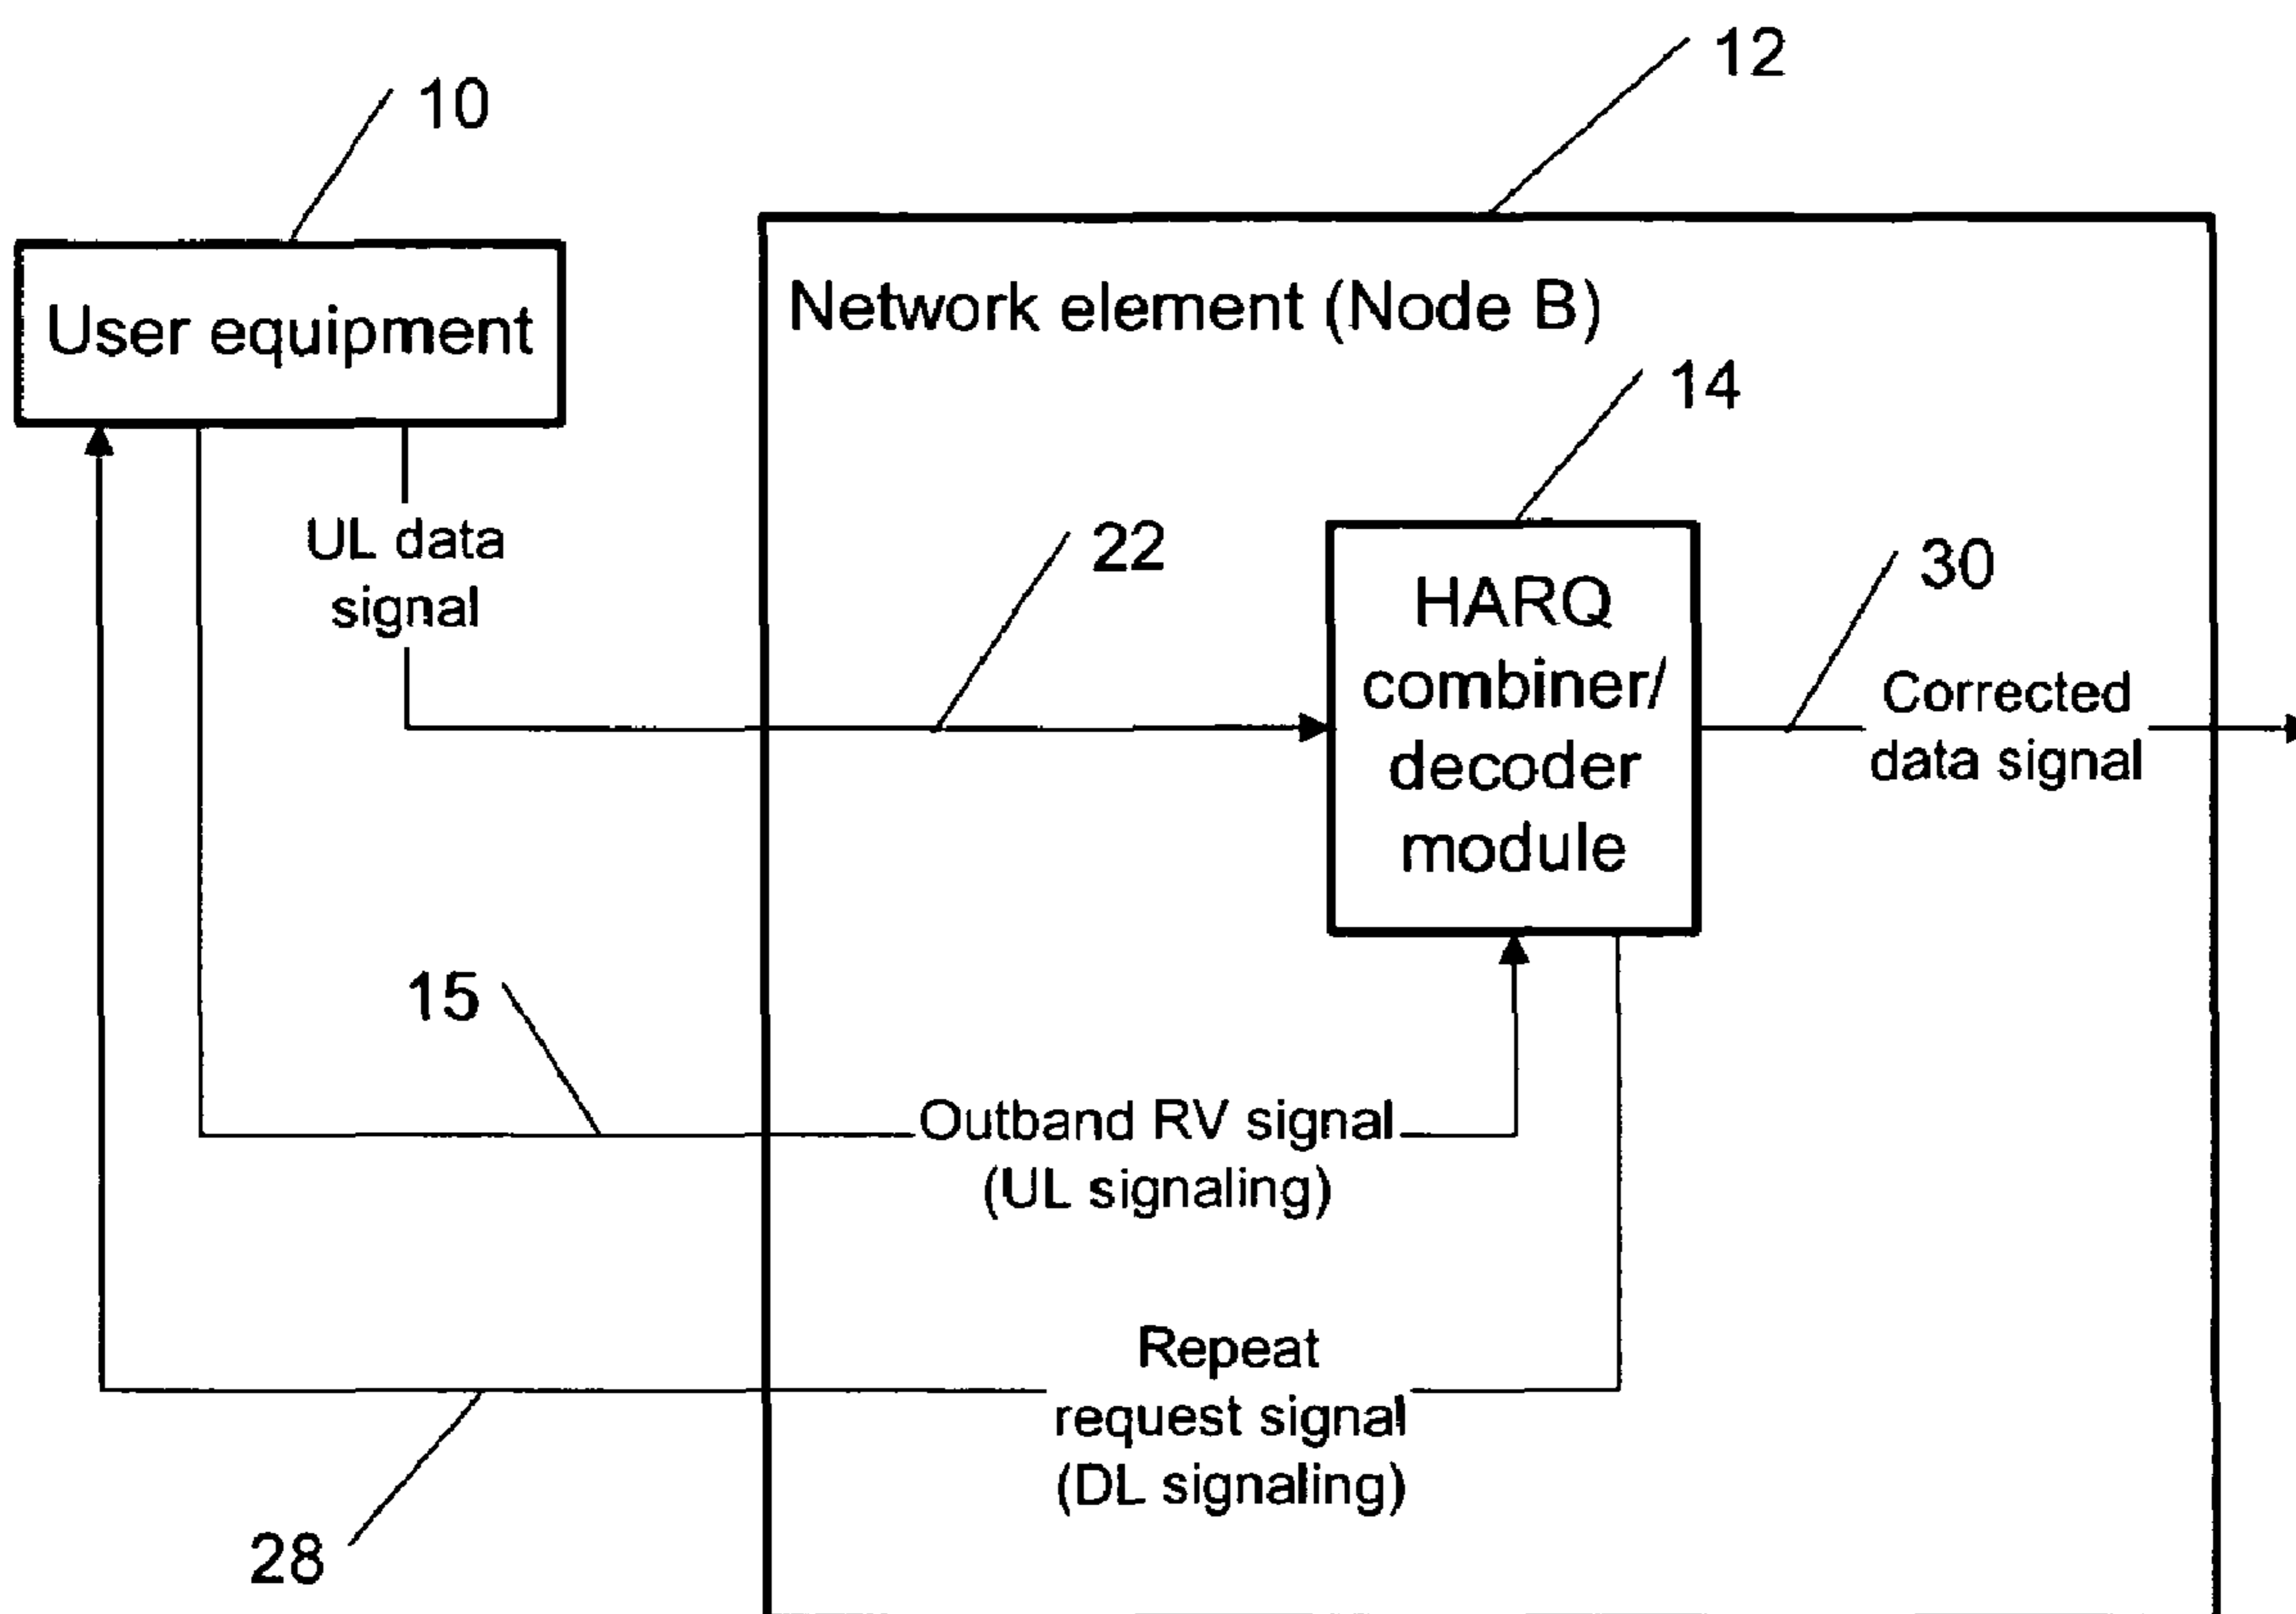 12
10
User equipment
Network element (Node B)
14
UL data
signal
22
HARQ
combiner/
decoder
module
30
Corrected
data signal
15
Outband RV signal
(UL signaling)
Repeat
request signal
(DL signaling)
28